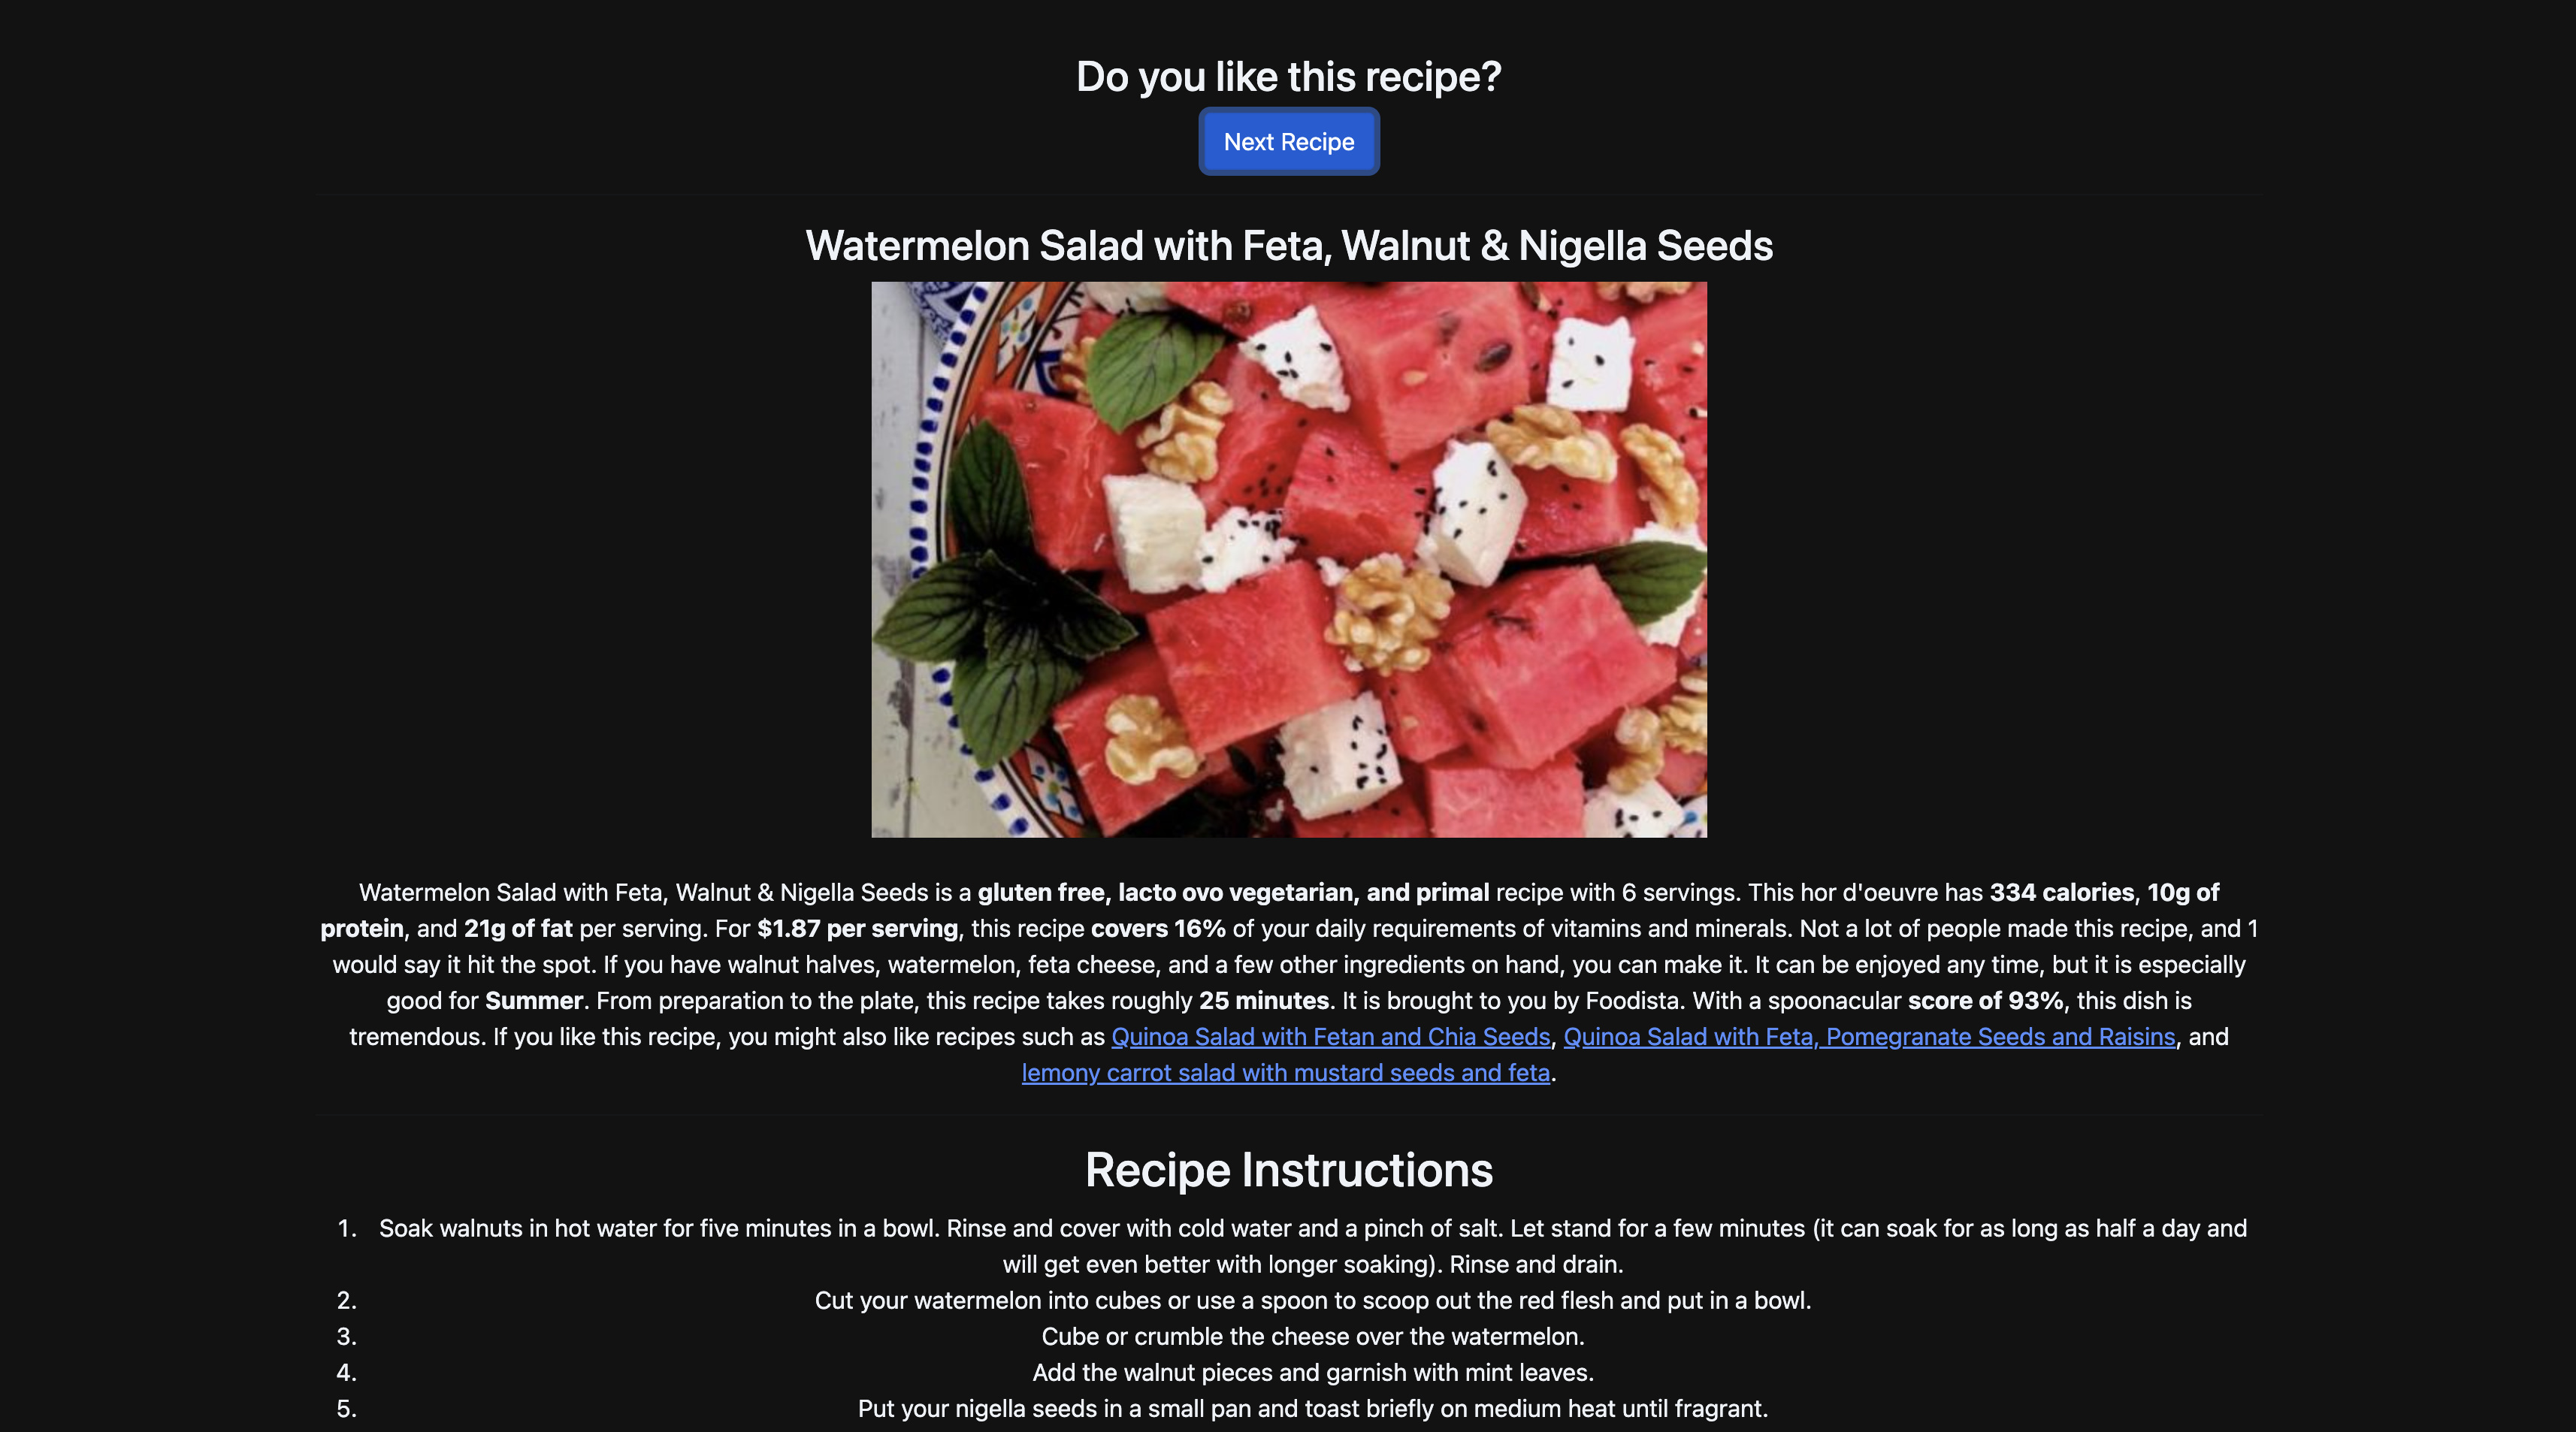 Do you like this recipe?
Next Recipe
Watermelon Salad with Feta, Walnut & Nigella Seeds
Watermelon Salad with Feta, Walnut & Nigella Seeds is a gluten free, lacto ovo vegetarian, and primal recipe with 6 servings. This hor d'oeuvre has 334 calories, 10g of
protein, and 21g of fat per serving. For $1.87 per serving, this recipe covers 16% of your daily requirements of vitamins and minerals. Not a lot of people made this recipe, and 1
would say it hit the spot. If you have walnut halves, watermelon, feta cheese, and a few other ingredients on hand, you can make it. It can be enjoyed any time, but it is especially
good for Summer. From preparation to the plate, this recipe takes roughly 25 minutes. It is brought to you by Foodista. With a spoonacular score of 93%, this dish is
tremendous. If you like this recipe, you might also like recipes such as Quinoa Salad with Fetan and Chia Seeds, Quinoa Salad with Feta, Pomegranate Seeds and Raisins, and
lemony carrot salad with mustard seeds and feta.
Recipe Instructions
1. Soak walnuts in hot water for five minutes in a bowl. Rinse and cover with cold water and a pinch of salt. Let stand for a few minutes (it can soak for as long as half a day and
will get even better with longer soaking). Rinse and drain.
2. Cut your watermelon into cubes or use a spoon to scoop out the red flesh and put in a bowl.
3. Cube or crumble the cheese over the watermelon.
4. Add the walnut pieces and garnish with mint leaves.
5. Put your nigella seeds in a small pan and toast briefly on medium heat until fragrant.